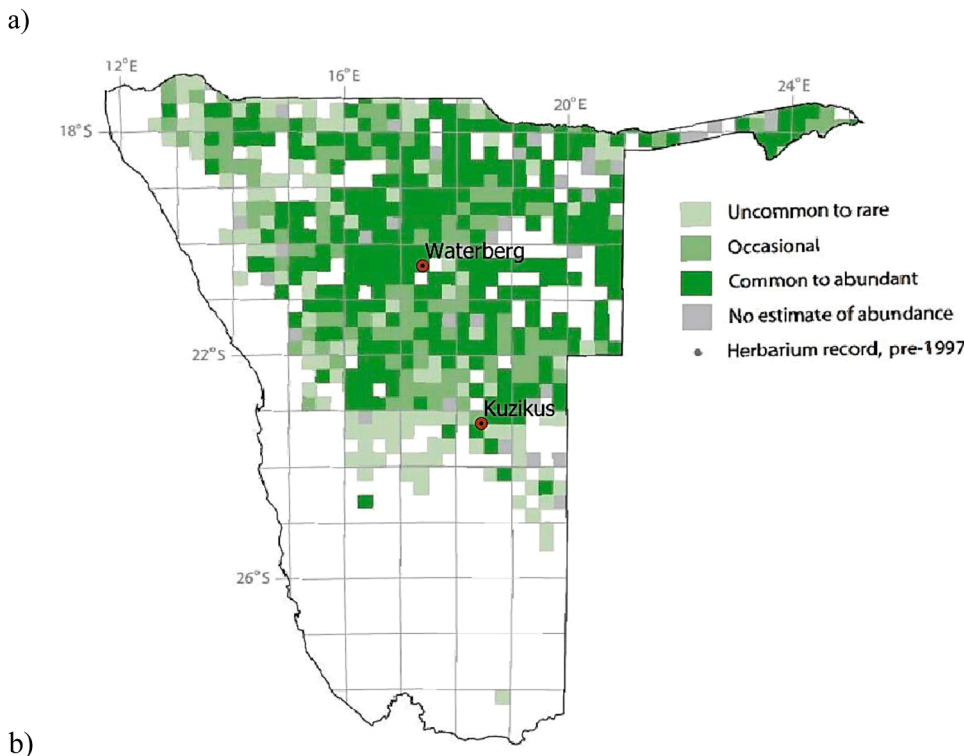 a)
12°E
16°E
20°E
24°E
18°S
Uncommon to rare
Occasional
Waterberg
Common to abundant
No estimate of abundance
Herbarium record, pre-1997
22°S
Kuzikus
26°S
b)